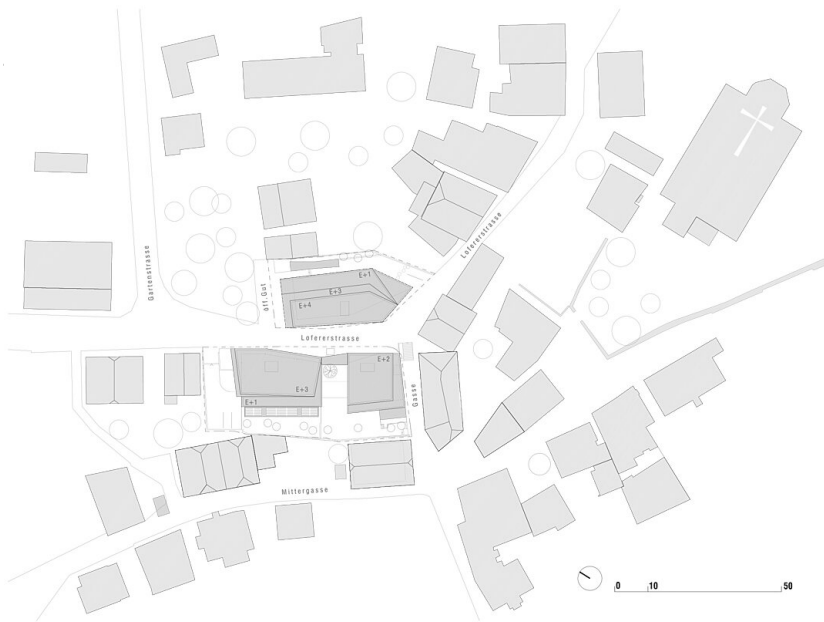 Lofererstrasse
Gartenstrasse
öff.Gut
E+1
E+3
E+4
Lofererstrasse
E+2
E+3
E+1
Gasse
Mittergasse
0 10 50